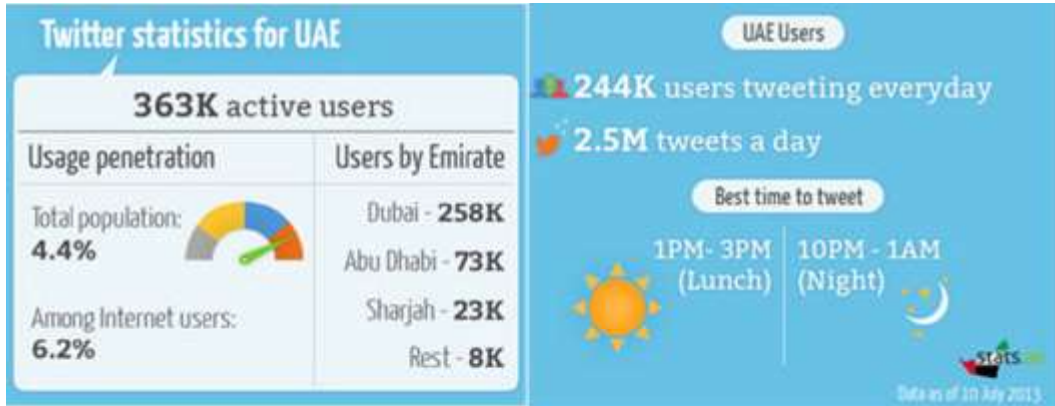 Twitter statistics for UAE
363K active users
Usage penetration
Total population:
4.4%
Among Internet users:
6.2%
Users by Emirate
Dubai - 258K
Abu Dhabi - 73K
Sharjah - 23K
Rest - 8K
UAE Users
244K users tweeting everyday
2.5M tweets a day
Best time to tweet
1PM- 3PM
(Lunch)
10PM - 1AM
(Night)
stats.ae
Data as of 10 July 2013